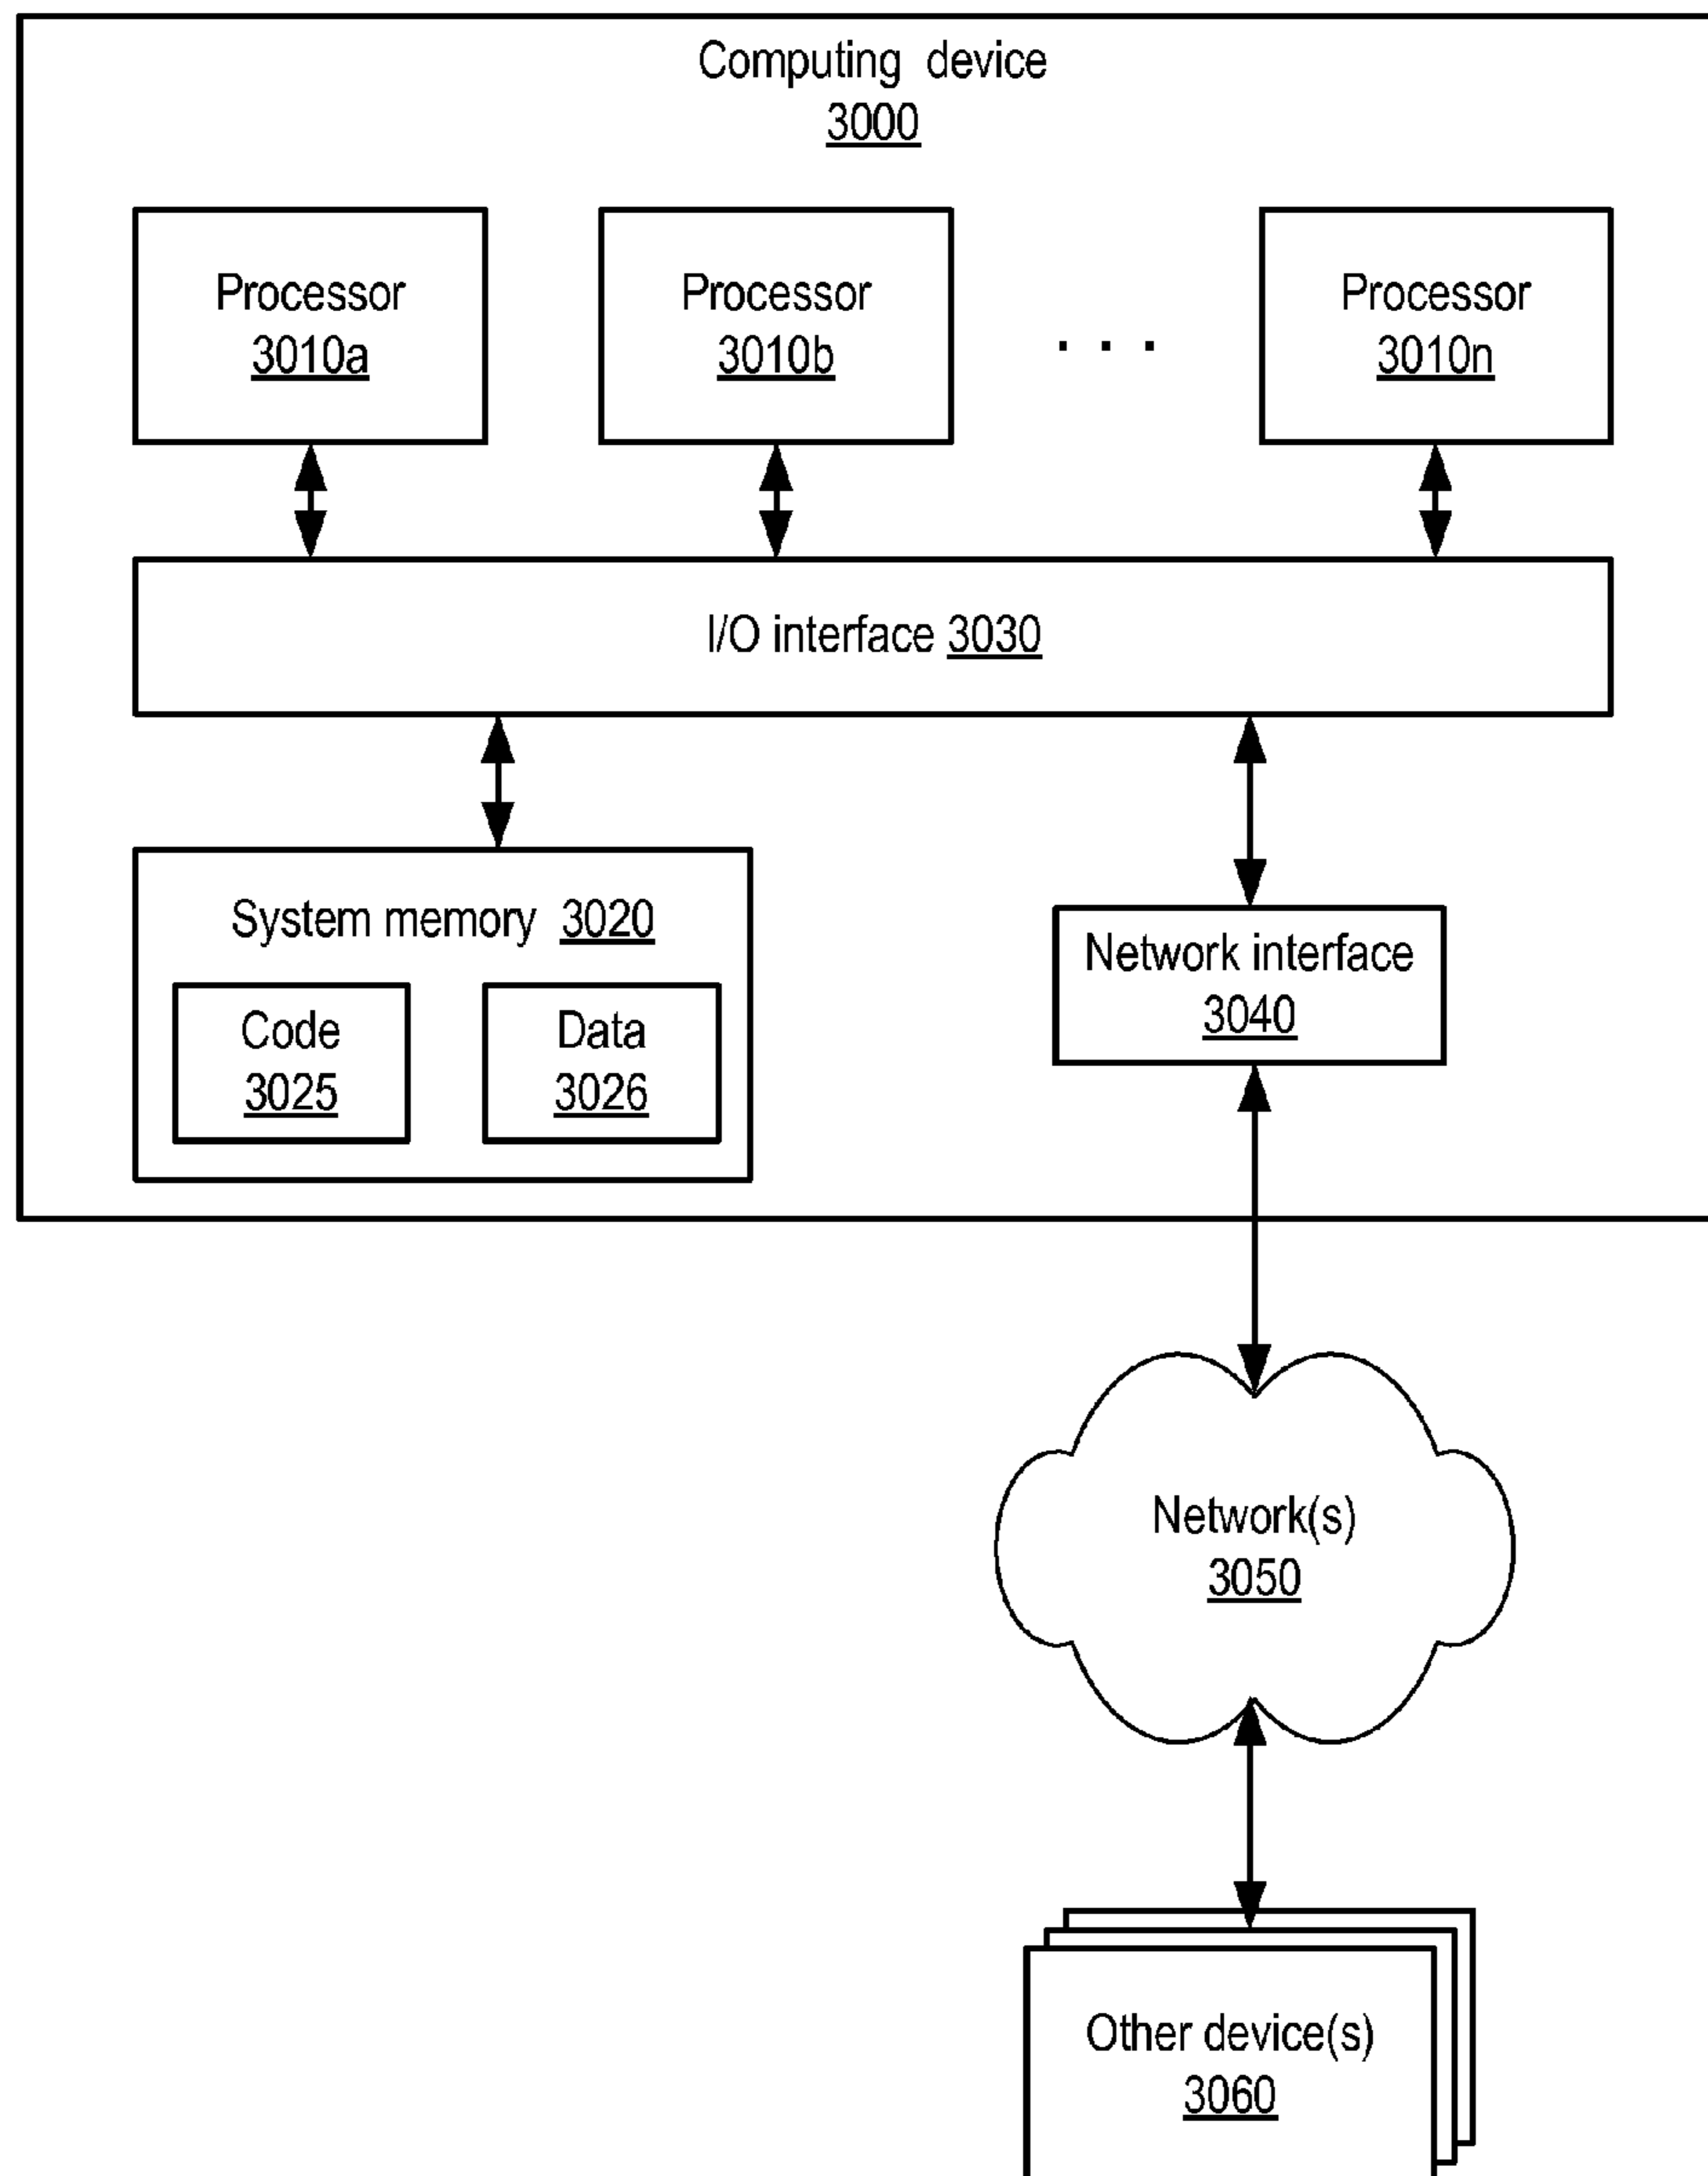 Computing device
3000
Processor
3010a
Processor
3010b
. . .
Processor
3010n
I/O interface 3030
System memory 3020
Code
3025
Data
3026
Network interface
3040
Network(s)
3050
Other device(s)
3060